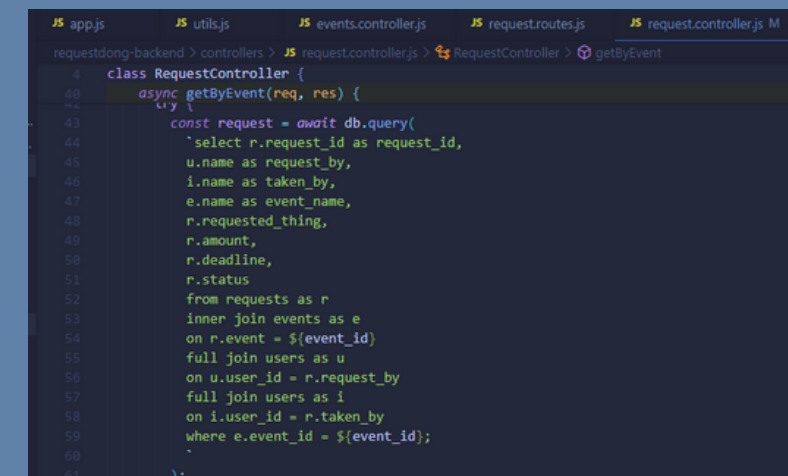 JS app.js JS utils.js JS events.controller.js JS request.routes.js JS request.controller.js M
requestdong-backend > controllers > JS request.controller.js > RequestController > getByEvent
4 class RequestController {
40 async getByEvent(req, res) {
42 try {
43 const request = await db.query(
44 `select r.request_id as request_id,
45 u.name as request_by,
46 i.name as taken_by,
47 e.name as event_name,
48 r.requested_thing,
49 r.amount,
50 r.deadline,
51 r.status
52 from requests as r
53 inner join events as e
54 on r.event = ${event_id}
55 full join users as u
56 on u.user_id = r.request_by
57 full join users as i
58 on i.user_id = r.taken_by
59 where e.event_id = ${event_id};
60 `
61 );